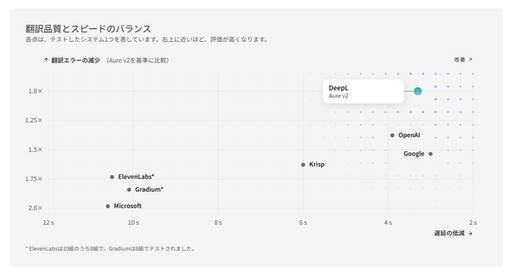 翻訳品質とスピードのバランス
各点は、テストしたシステム1つを表しています。右上に近いほど、評価が高くなります。
↑ 翻訳エラーの減少 （Aure v2を基準に比較）
改善 ↗
DeepL
Aure v2
1.0×
1.25×
OpenAI
1.5×
Google
Krisp
1.75×
ElevenLabs*
Gradium*
2.0×
Microsoft
12 s 10 s 8 s 6 s 4 s 2 s
遅延の低減 →
* ElevenLabsは10組のうち8組で、Gradiumは6組でテストされました。